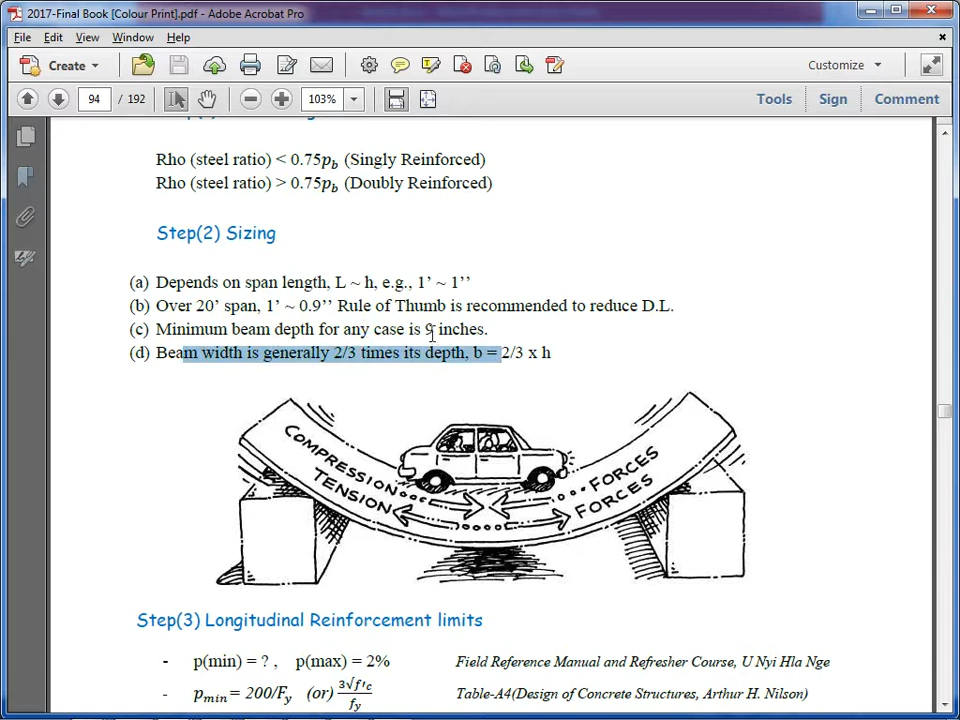 2017-Final Book [Colour Print].pdf - Adobe Acrobat Pro
File Edit View Window Help
Create Customize
94 / 192 103% Tools Sign Comment
Rho (steel ratio) < 0.75p_b (Singly Reinforced)
Rho (steel ratio) > 0.75p_b (Doubly Reinforced)
Step(2) Sizing
(a) Depends on span length, L ~ h, e.g., 1’ ~ 1’’
(b) Over 20’ span, 1’ ~ 0.9’’ Rule of Thumb is recommended to reduce D.L.
(c) Minimum beam depth for any case is 9 inches.
(d) Beam width is generally 2/3 times its depth, b = 2/3 x h
COMPRESSION FORCES
TENSION FORCES
Step(3) Longitudinal Reinforcement limits
- p(min) = ? , p(max) = 2% Field Reference Manual and Refresher Course, U Nyi Hla Nge
- p_min = 200/F_y (or) 3√f′c / fy Table-A4(Design of Concrete Structures, Arthur H. Nilson)